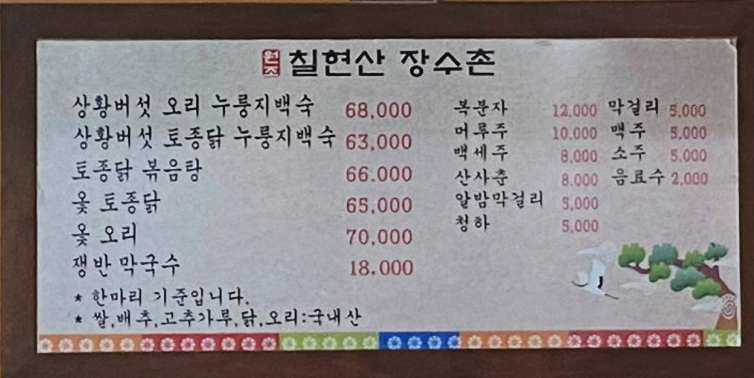 원조 칠현산 장수촌
상황버섯 오리 누룽지백숙 68,000
상황버섯 토종닭 누룽지백숙 63,000
토종닭 볶음탕 66.000
옻 토종닭 65,000
옻 오리 70,000
쟁반 막국수 18.000
* 한마리 기준입니다.
* 쌀,배추,고추가루,닭,오리:국내산
복분자 12,000 막걸리 5,000
머루주 10.000 맥주 5,000
백세주 8,000 소주 5,000
산사춘 8.000 음료수 2,000
알밤막걸리 5,000
청하 5,000